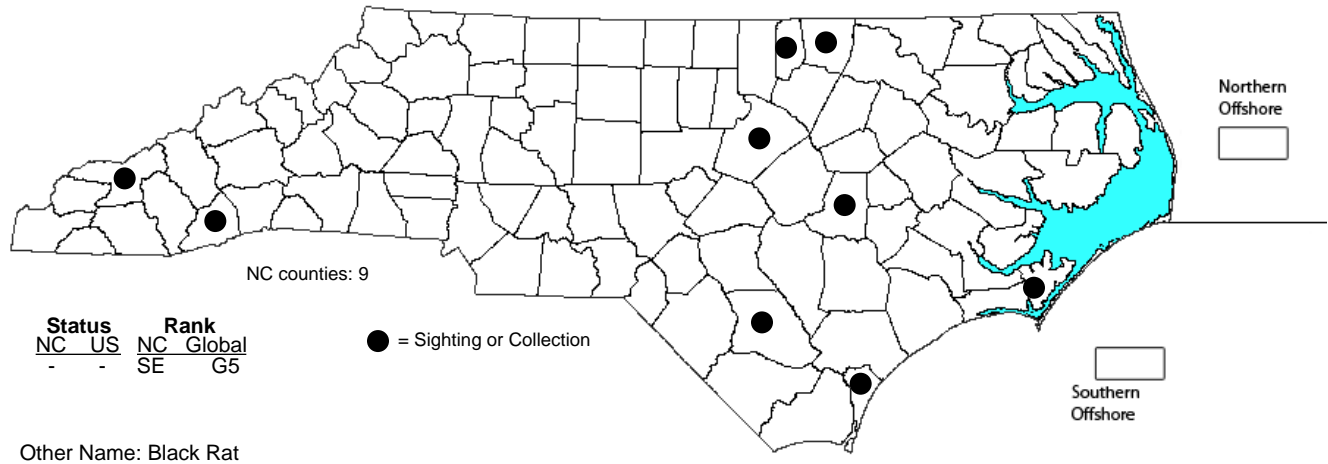 Northern
Offshore
NC counties: 9
Status Rank
NC US NC Global
- - SE G5
= Sighting or Collection
Southern
Offshore
Other Name: Black Rat